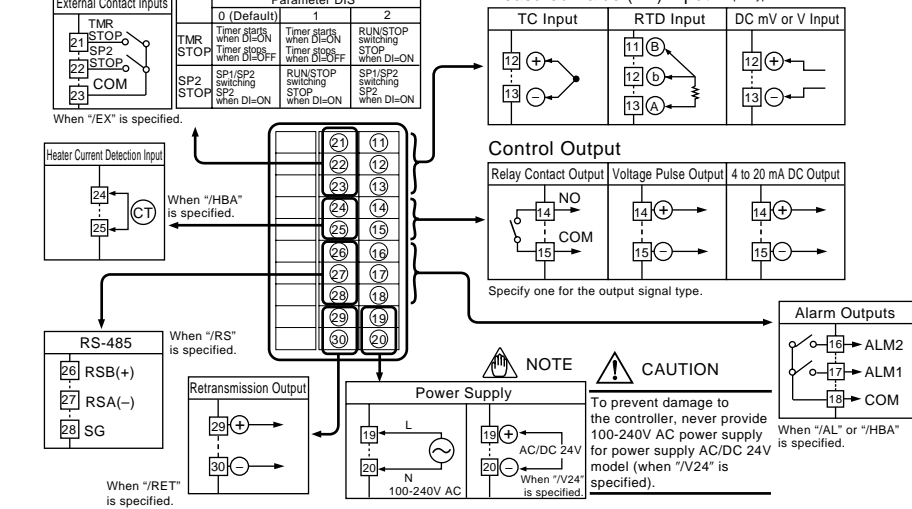 External Contact Inputs
TMR
STOP
21
SP2
STOP
22
COM
23
When "/EX" is specified.
Parameter DIS
0 (Default)
1
2
TMR
STOP
Timer starts
when DI=ON
Timer stops
when DI=OFF
Timer starts
when DI=ON
Timer stops
when DI=OFF
RUN/STOP
switching
STOP
when DI=ON
SP2
STOP
SP1/SP2
switching
SP2
when DI=ON
RUN/STOP
switching
STOP
when DI=ON
SP1/SP2
switching
SP2
when DI=ON
TC Input
RTD Input
DC mV or V Input
12 +
13 −
11 B
12 b
13 A
12 +
13 −
Heater Current Detection Input
24
CT
25
When "/HBA"
is specified.
21 11
22 12
23 13
24 14
25 15
26 16
27 17
28 18
29 19
30 20
Control Output
Relay Contact Output
Voltage Pulse Output
4 to 20 mA DC Output
NO
14
COM
15
14 +
15 −
14 +
15 −
Specify one for the output signal type.
RS-485
26 RSB(+)
27 RSA(–)
28 SG
When "/RS"
is specified.
Retransmission Output
29 +
30 −
When "/RET"
is specified.
NOTE
Power Supply
19
L
20
N
100-240V AC
19 +
AC/DC 24V
20 −
When "/V24"
is specified.
CAUTION
To prevent damage to
the controller, never provide
100-240V AC power supply
for power supply AC/DC 24V
model (when "/V24" is
specified).
Alarm Outputs
16 ALM2
17 ALM1
18 COM
When "/AL" or "/HBA"
is specified.